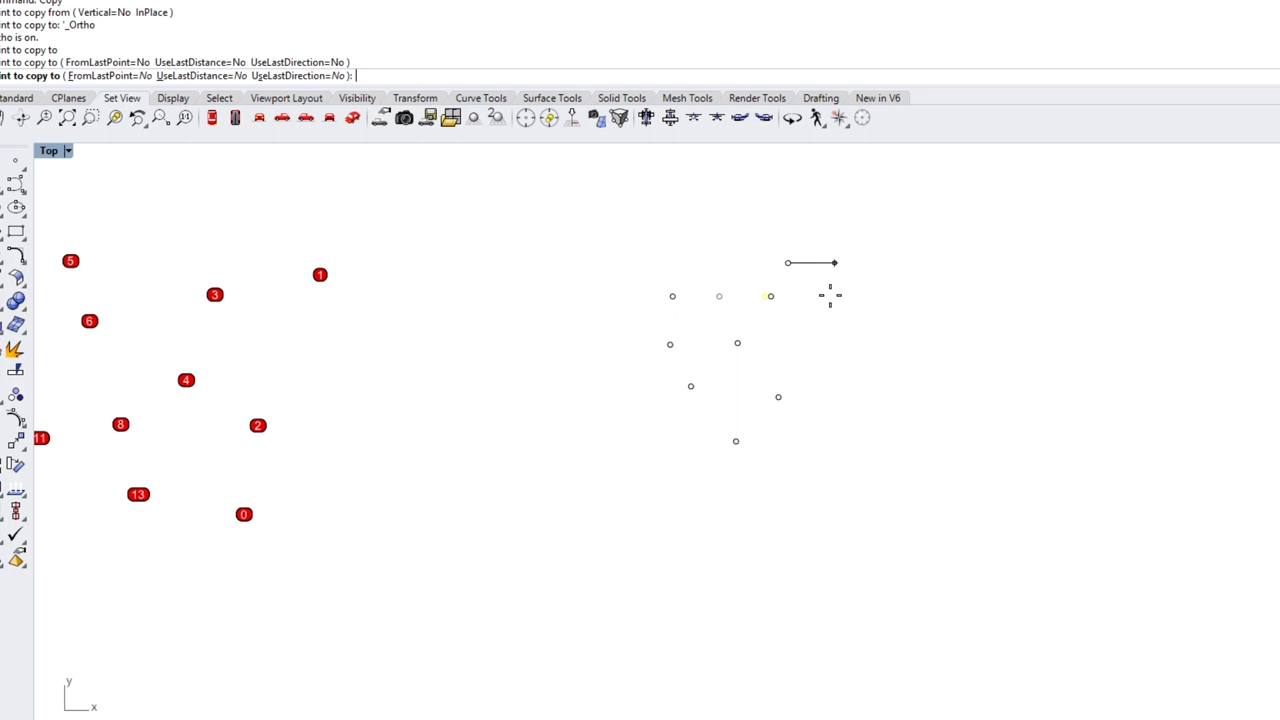 ommand: Copy
int to copy from ( Vertical=No InPlace )
int to copy to: '_Ortho
tho is on.
int to copy to
int to copy to ( FromLastPoint=No UseLastDistance=No UseLastDirection=No )
int to copy to ( FromLastPoint=No UseLastDistance=No UseLastDirection=No ):
tandard CPlanes Set View Display Select Viewport Layout Visibility Transform Curve Tools Surface Tools Solid Tools Mesh Tools Render Tools Drafting New in V6
Top
5
1
3
6
4
8
2
11
13
0
y
x